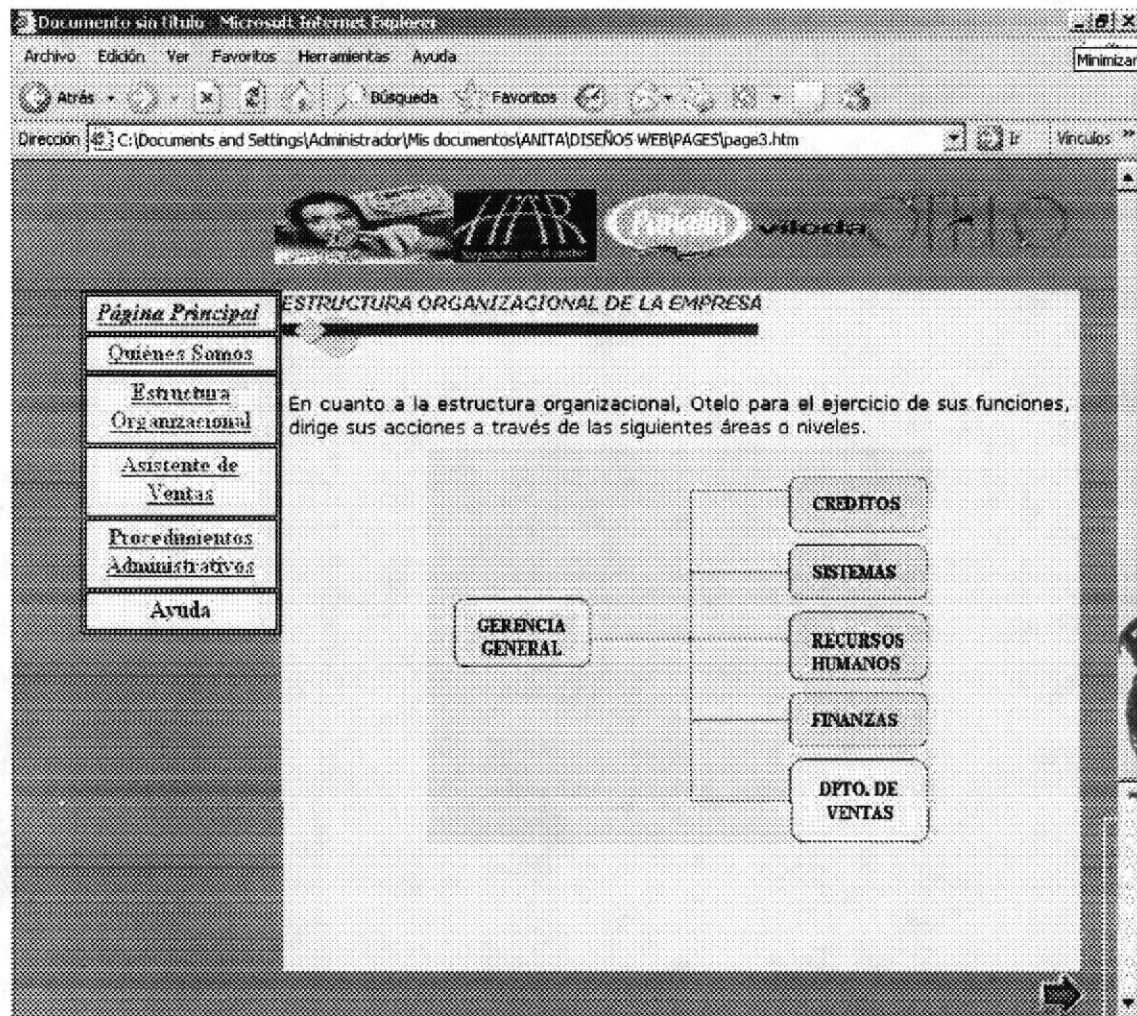 Documento sin título - Microsoft Internet Explorer
Archivo Edición Ver Favoritos Herramientas Ayuda
Minimizar
Atrás Búsqueda Favoritos
Dirección C:\Documents and Settings\Administrador\Mis documentos\ANITA\DISEÑOS WEB\PAGES\page3.htm Ir Vínculos »
HAR
viloda
Página Principal
Quiénes Somos
Estructura
Organizacional
Asistente de
Ventas
Procedimientos
Administrativos
Ayuda
ESTRUCTURA ORGANIZACIONAL DE LA EMPRESA
En cuanto a la estructura organizacional, Otelo para el ejercicio de sus funciones,
dirige sus acciones a través de las siguientes áreas o niveles.
GERENCIA
GENERAL
CREDITOS
SISTEMAS
RECURSOS
HUMANOS
FINANZAS
DPTO. DE
VENTAS